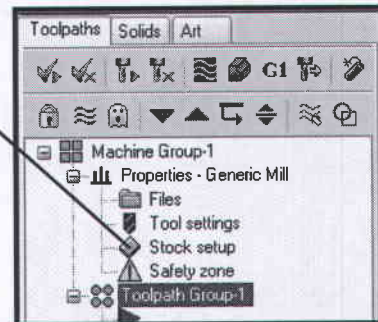 Toolpaths Solids Art
G1
Machine Group-1
Properties - Generic Mill
Files
Tool settings
Stock setup
Safety zone
Toolpath Group-1